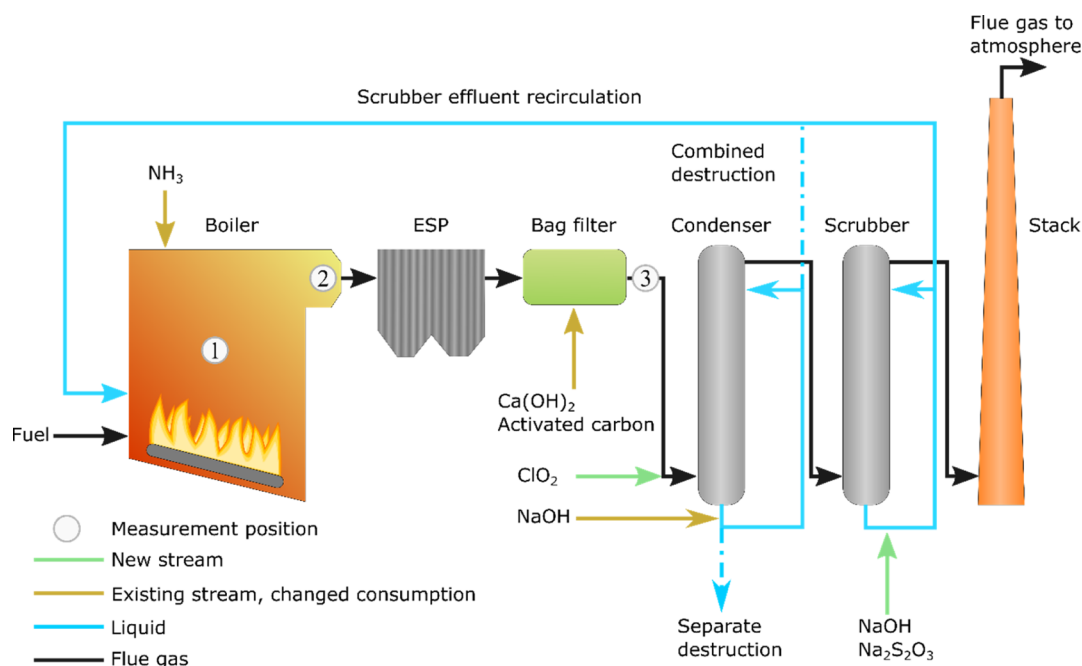 Flue gas to
atmosphere
Scrubber effluent recirculation
Combined
destruction
NH₃
Boiler
ESP
Bag filter
Condenser
Scrubber
Stack
2
3
1
Ca(OH)₂
Activated carbon
Fuel
ClO₂
NaOH
Measurement position
New stream
Existing stream, changed consumption
Liquid
Flue gas
Separate
destruction
NaOH
Na₂S₂O₃